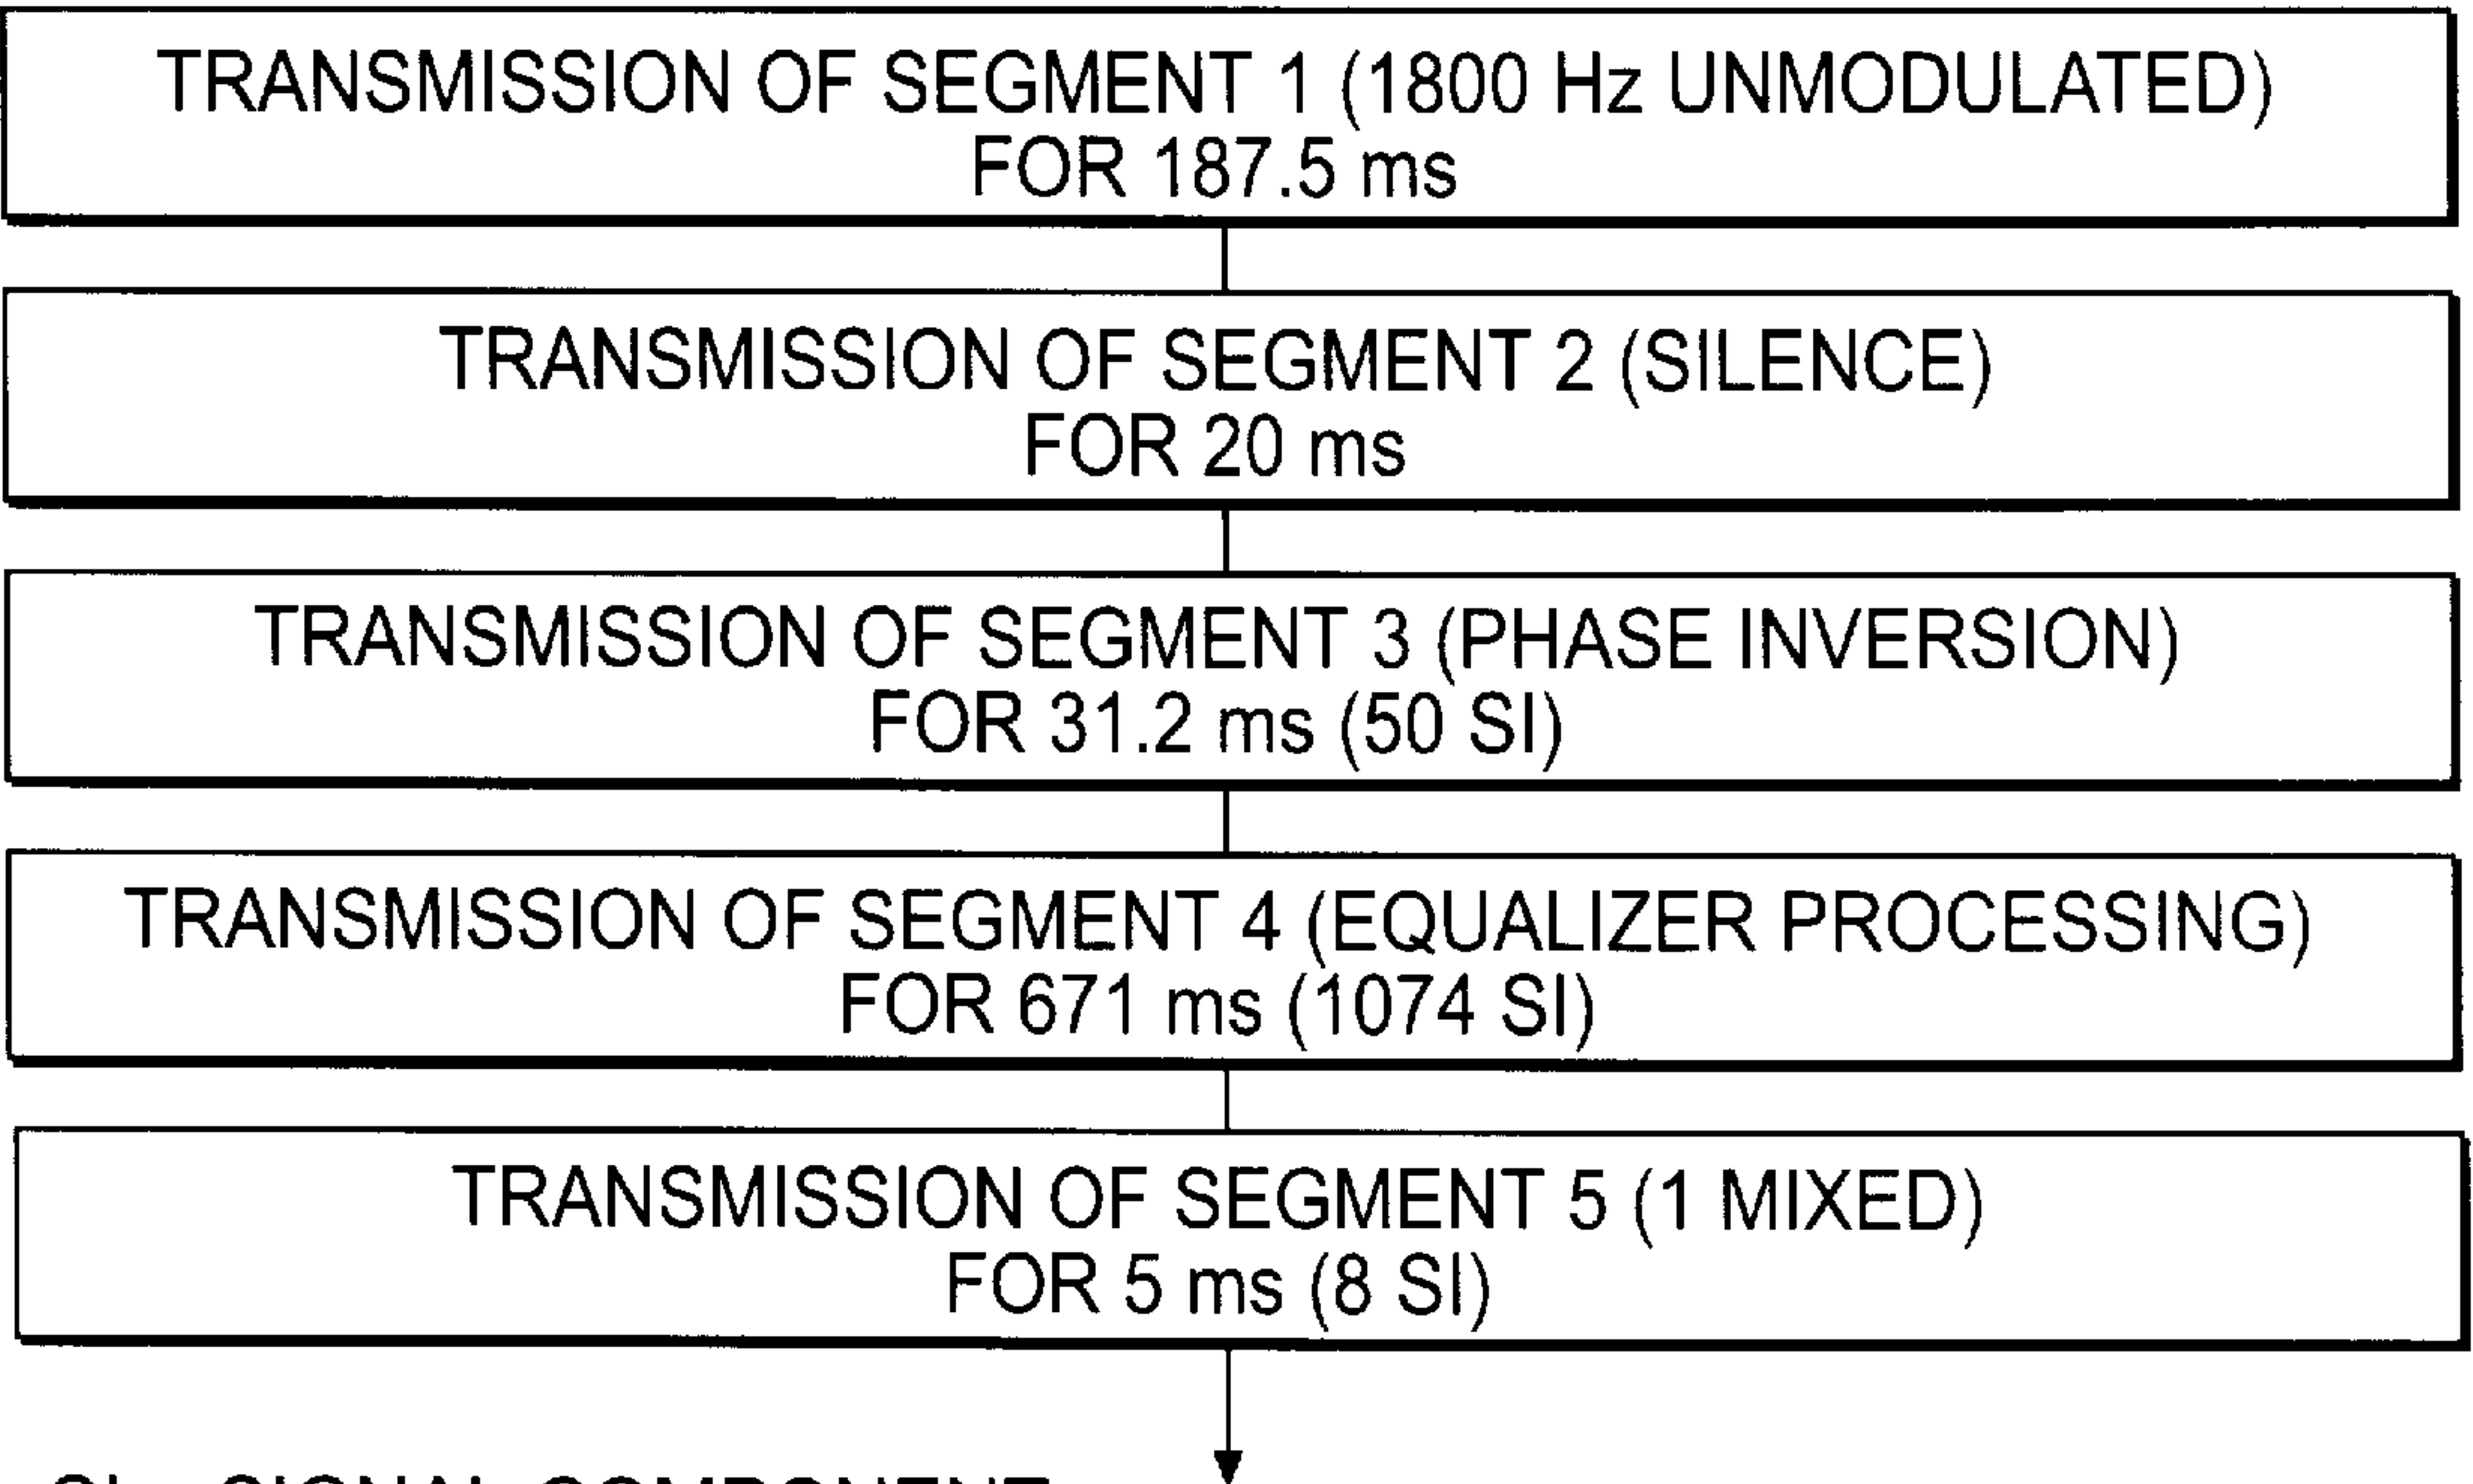 TRANSMISSION OF SEGMENT 1 (1800 Hz UNMODULATED)
FOR 187.5 ms
TRANSMISSION OF SEGMENT 2 (SILENCE)
FOR 20 ms
TRANSMISSION OF SEGMENT 3 (PHASE INVERSION)
FOR 31.2 ms (50 SI)
TRANSMISSION OF SEGMENT 4 (EQUALIZER PROCESSING)
FOR 671 ms (1074 SI)
TRANSMISSION OF SEGMENT 5 (1 MIXED)
FOR 5 ms (8 SI)
SIGNAL COMPONENT